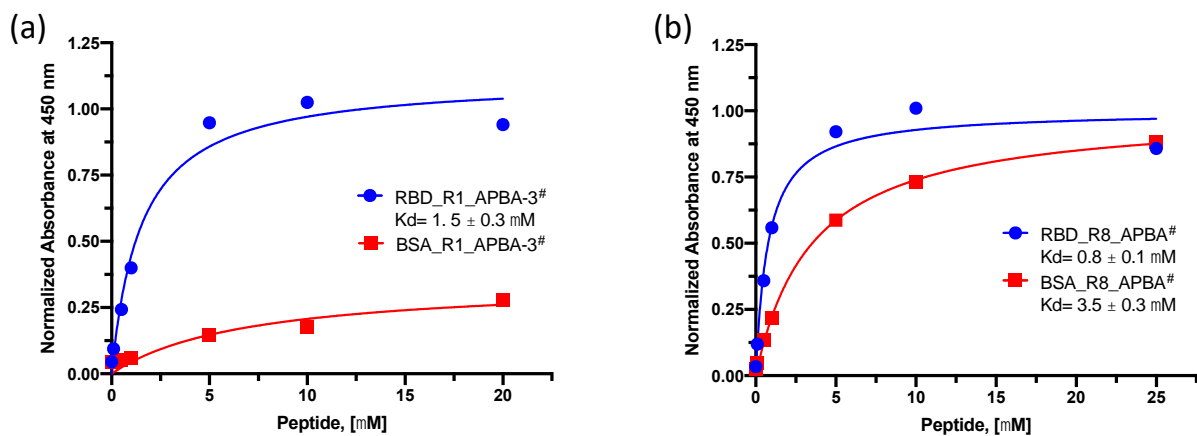 (a)
1.25
1.00
0.75
0.50
0.25
0.00
Normalized Absorbance at 450 nm
RBD_R1_APBA-3#
Kd= 1. 5 ± 0.3 mM
BSA_R1_APBA-3#
0
5
10
15
20
Peptide, [mM]
(b)
1.25
1.00
0.75
0.50
0.25
0.00
Normalized Absorbance at 450 nm
RBD_R8_APBA#
Kd= 0.8 ± 0.1 mM
BSA_R8_APBA#
Kd= 3.5 ± 0.3 mM
0
5
10
15
20
25
Peptide, [mM]